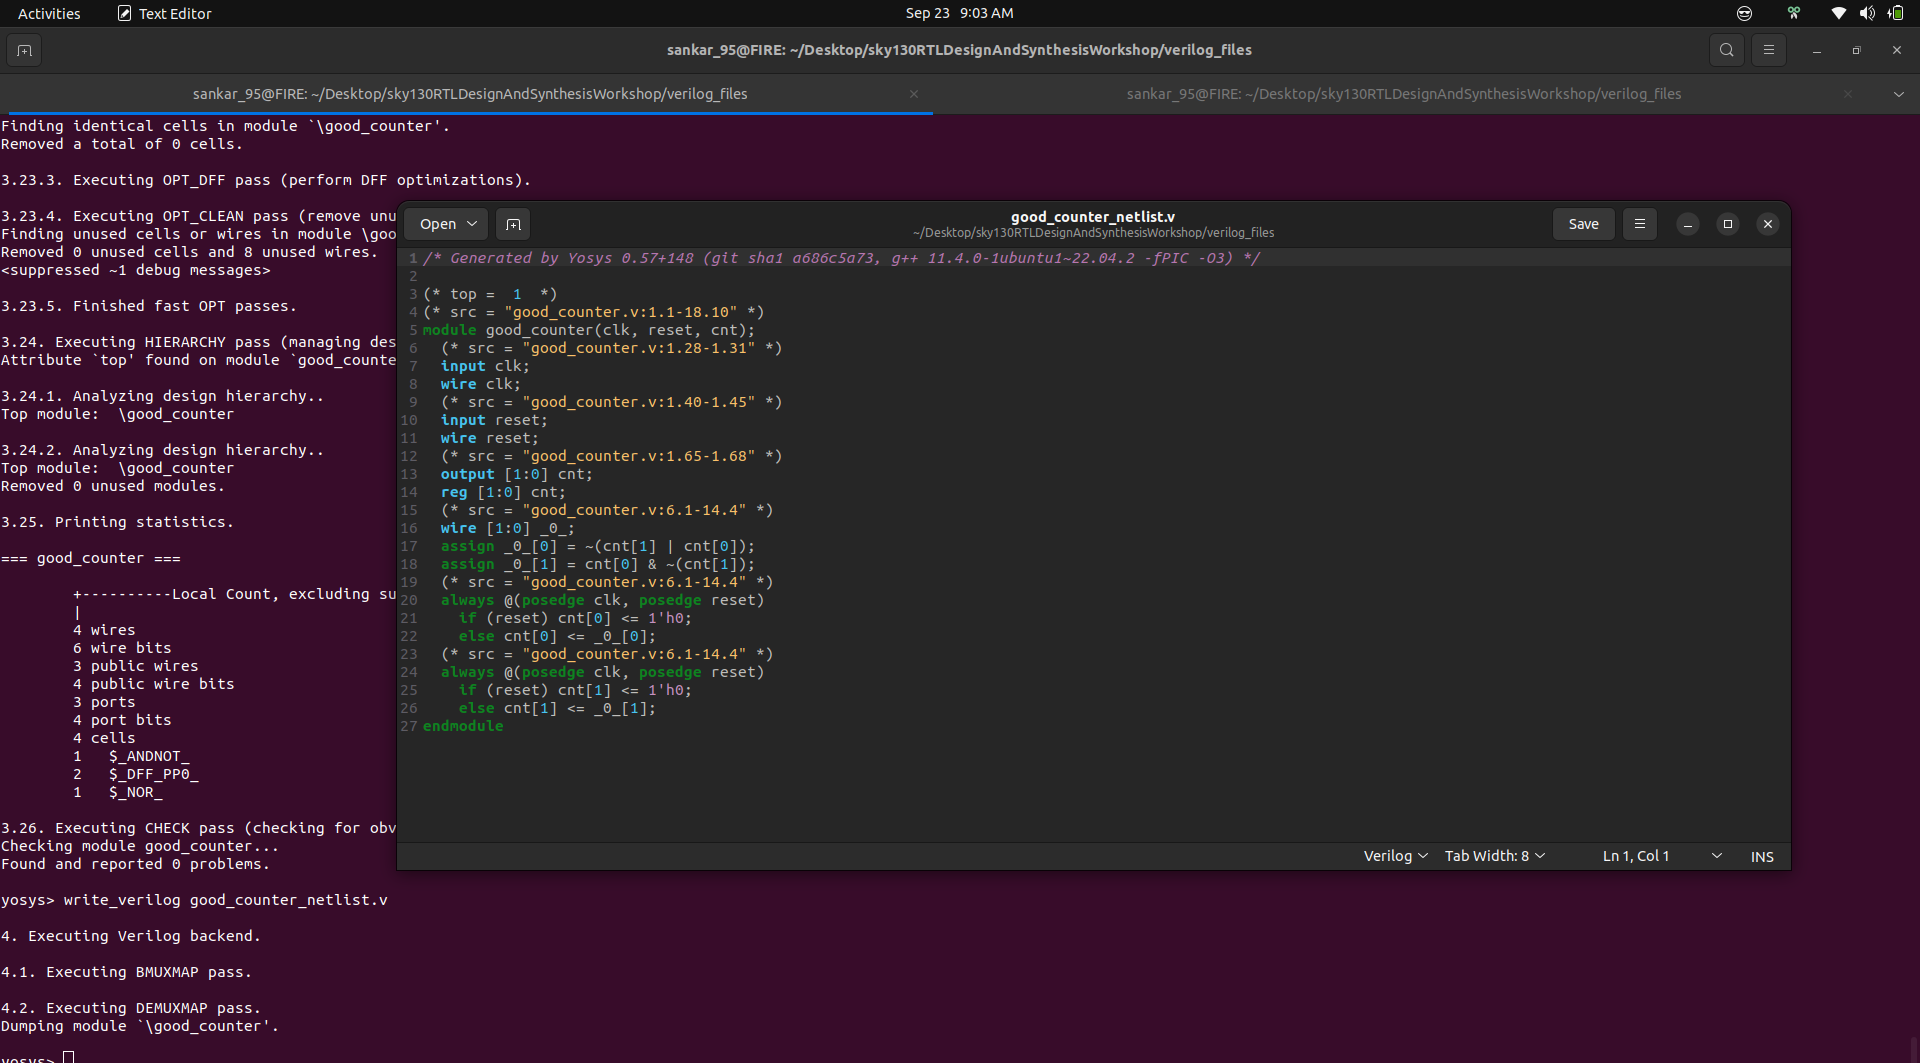 Activities Text Editor Sep 23 9:03 AM
sankar_95@FIRE: ~/Desktop/sky130RTLDesignAndSynthesisWorkshop/verilog_files
sankar_95@FIRE: ~/Desktop/sky130RTLDesignAndSynthesisWorkshop/verilog_files
sankar_95@FIRE: ~/Desktop/sky130RTLDesignAndSynthesisWorkshop/verilog_files
Finding identical cells in module `\good_counter'.
Removed a total of 0 cells.
3.23.3. Executing OPT_DFF pass (perform DFF optimizations).
3.23.4. Executing OPT_CLEAN pass (remove unu
Finding unused cells or wires in module \goo
Removed 0 unused cells and 8 unused wires.
<suppressed ~1 debug messages>
3.23.5. Finished fast OPT passes.
3.24. Executing HIERARCHY pass (managing des
Attribute `top' found on module `good_counte
3.24.1. Analyzing design hierarchy..
Top module:  \good_counter
3.24.2. Analyzing design hierarchy..
Top module:  \good_counter
Removed 0 unused modules.
3.25. Printing statistics.
=== good_counter ===
+----------Local Count, excluding su
|
4 wires
6 wire bits
3 public wires
4 public wire bits
3 ports
4 port bits
4 cells
1   $_ANDNOT_
2   $_DFF_PP0_
1   $_NOR_
3.26. Executing CHECK pass (checking for obv
Checking module good_counter...
Found and reported 0 problems.
yosys> write_verilog good_counter_netlist.v
4. Executing Verilog backend.
4.1. Executing BMUXMAP pass.
4.2. Executing DEMUXMAP pass.
Dumping module `\good_counter'.
yosys>
Open good_counter_netlist.v Save
~/Desktop/sky130RTLDesignAndSynthesisWorkshop/verilog_files
1 /* Generated by Yosys 0.57+148 (git sha1 a686c5a73, g++ 11.4.0-1ubuntu1~22.04.2 -fPIC -O3) */
2
3 (* top =  1  *)
4 (* src = "good_counter.v:1.1-18.10" *)
5 module good_counter(clk, reset, cnt);
6   (* src = "good_counter.v:1.28-1.31" *)
7   input clk;
8   wire clk;
9   (* src = "good_counter.v:1.40-1.45" *)
10   input reset;
11   wire reset;
12   (* src = "good_counter.v:1.65-1.68" *)
13   output [1:0] cnt;
14   reg [1:0] cnt;
15   (* src = "good_counter.v:6.1-14.4" *)
16   wire [1:0] _0_;
17   assign _0_[0] = ~(cnt[1] | cnt[0]);
18   assign _0_[1] = cnt[0] & ~(cnt[1]);
19   (* src = "good_counter.v:6.1-14.4" *)
20   always @(posedge clk, posedge reset)
21     if (reset) cnt[0] <= 1'h0;
22     else cnt[0] <= _0_[0];
23   (* src = "good_counter.v:6.1-14.4" *)
24   always @(posedge clk, posedge reset)
25     if (reset) cnt[1] <= 1'h0;
26     else cnt[1] <= _0_[1];
27 endmodule
Verilog Tab Width: 8 Ln 1, Col 1 INS